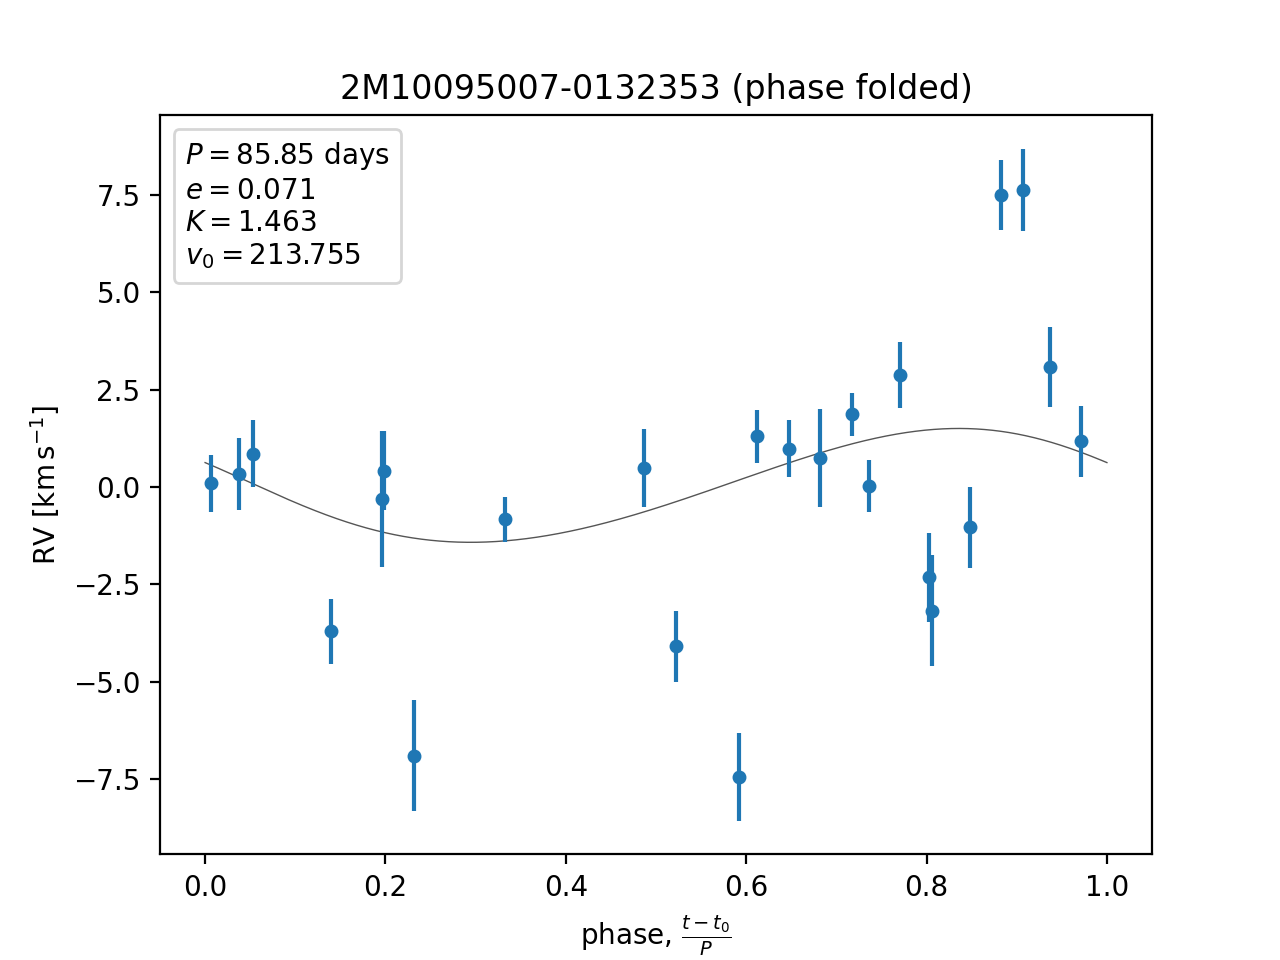 2M10095007-0132353 (phase folded)
P = 85.85 days
e = 0.071
K = 1.463
v₀ = 213.755
7.5
5.0
2.5
0.0
−2.5
−5.0
−7.5
RV [km s⁻¹]
0.0 0.2 0.4 0.6 0.8 1.0
phase, (t − t₀)/P